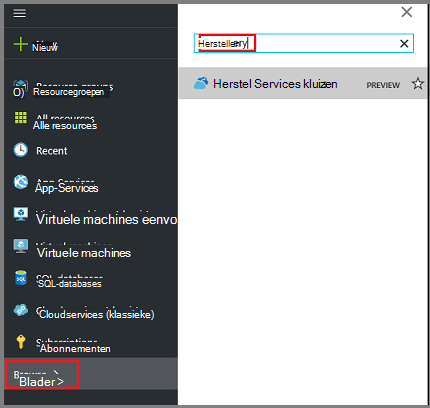 Nieuw
Herstellen
Herstel Services kluizen PREVIEW
Resourcegroepen
Alle resources
Recent
App-Services
Virtuele machines eenvo
Virtuele machines
SQL-databases
Cloudservices (klassieke)
Abonnementen
Blader >